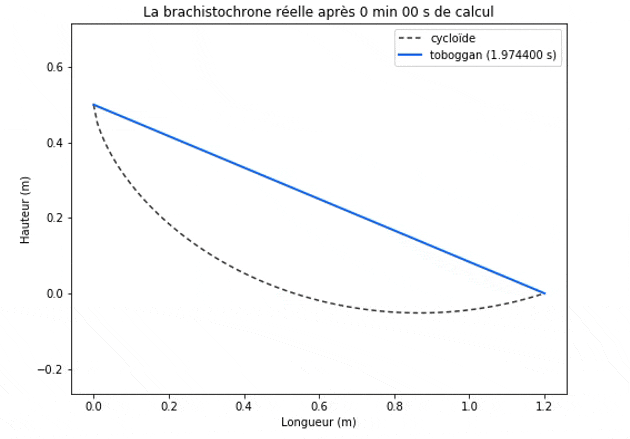 La brachistochrone réelle après 0 min 00 s de calcul
cycloïde
toboggan (1.974400 s)
0.6
0.4
0.2
0.0
−0.2
Hauteur (m)
0.0 0.2 0.4 0.6 0.8 1.0 1.2
Longueur (m)